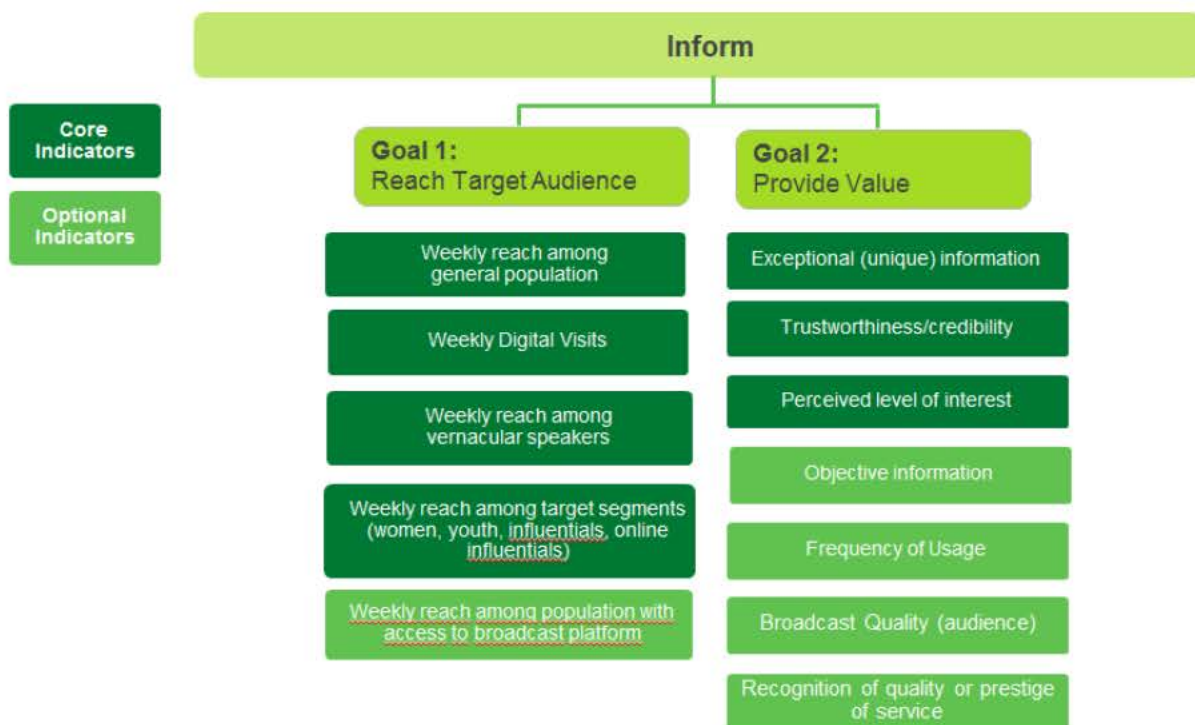 Inform
Core
Indicators
Optional
Indicators
Goal 1:
Reach Target Audience
Weekly reach among
general population
Weekly Digital Visits
Weekly reach among
vernacular speakers
Weekly reach among target segments
(women, youth, influentials, online
influentials)
Weekly reach among population with
access to broadcast platform
Goal 2:
Provide Value
Exceptional (unique) information
Trustworthiness/credibility
Perceived level of interest
Objective information
Frequency of Usage
Broadcast Quality (audience)
Recognition of quality or prestige
of service